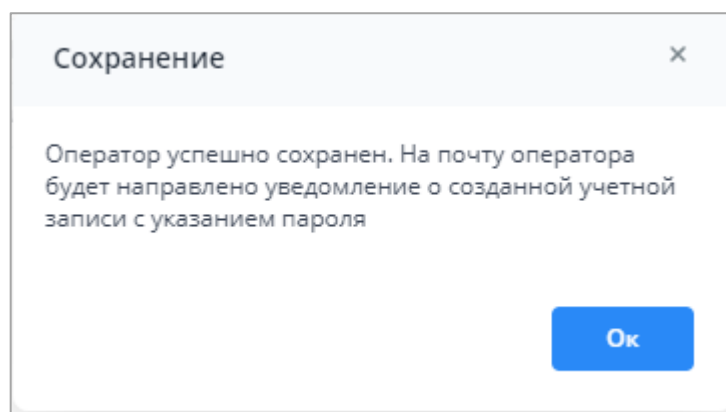 Сохранение
Оператор успешно сохранен. На почту оператора
будет направлено уведомление о созданной учетной
записи с указанием пароля
Ок